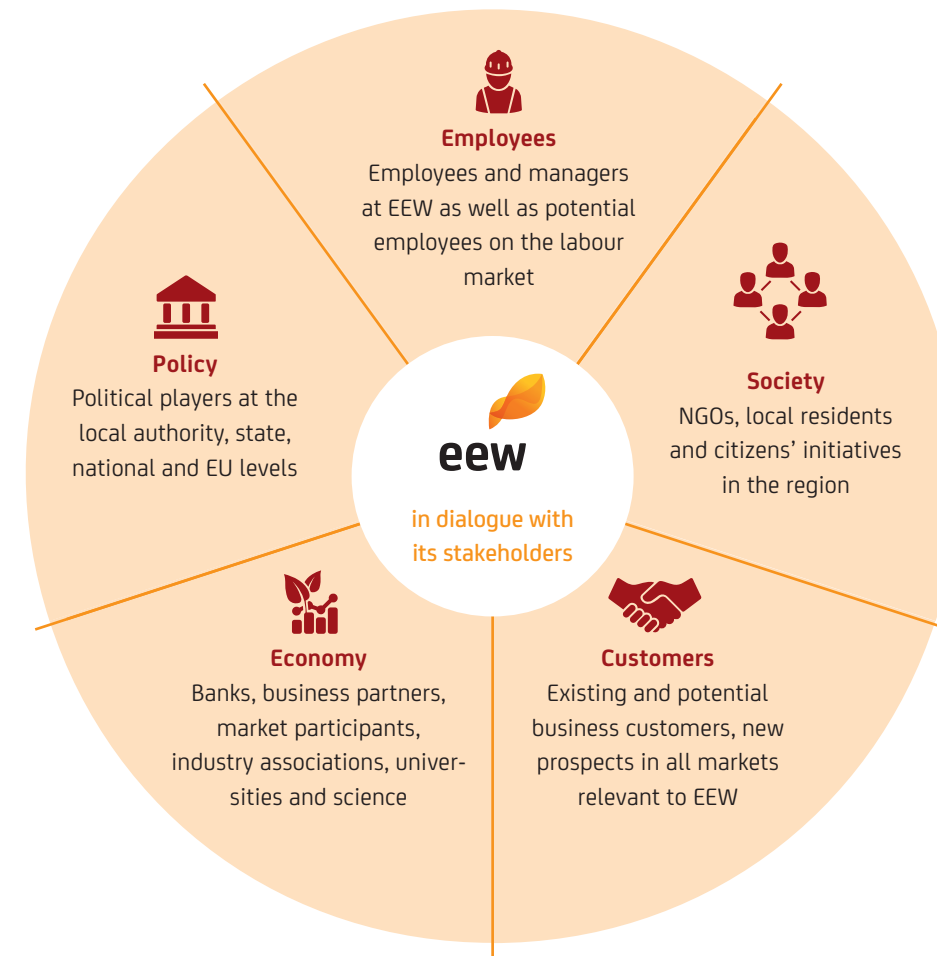 Employees
Employees and managers
at EEW as well as potential
employees on the labour
market
Society
NGOs, local residents
and citizens’ initiatives
in the region
Customers
Existing and potential
business customers, new
prospects in all markets
relevant to EEW
Economy
Banks, business partners,
market participants,
industry associations, univer-
sities and science
Policy
Political players at the
local authority, state,
national and EU levels
eew
in dialogue with
its stakeholders